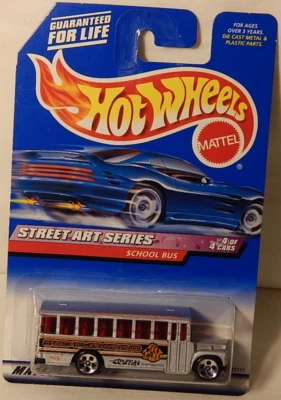 GUARANTEED
FOR LIFE
FOR AGES
OVER 3 YEARS.
DIE CAST METAL &
PLASTIC PARTS.
HOT WHEELS
MATTEL
®
STREET ART SERIES
#4 OF
4 CARS
SCHOOL BUS